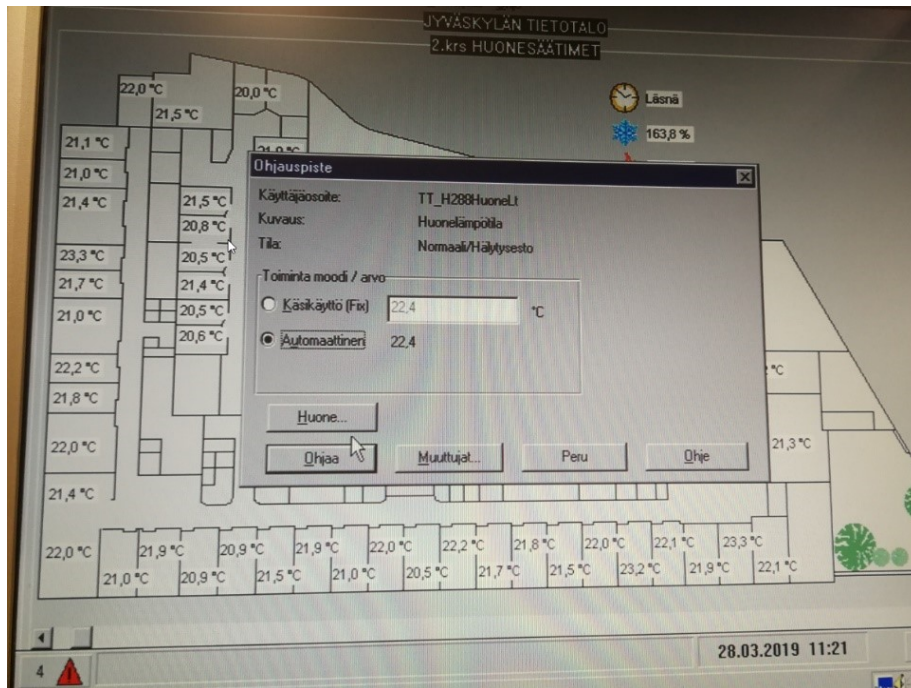 JYVÄSKYLÄN TIETOTALO
2.krs HUONESÄÄTIMET
22,0 °C
20,0 °C
21,5 °C
Läsnä
163,8 %
21,1 °C
21,0 °C
21,4 °C
21,5 °C
20,8 °C
23,3 °C
20,5 °C
21,7 °C
21,4 °C
21,0 °C
20,5 °C
20,6 °C
22,2 °C
21,8 °C
22,0 °C
21,4 °C
Ohjauspiste
Käyttäjäosoite: TT_H288HuoneLt
Kuvaus: Huonelämpötila
Tila: Normaali/Hälytysesto
Toiminta moodi / arvo
Käsikäyttö (Fix) 22,4 °C
Automaattinen 22,4
Huone...
Ohjaa Muuttujat... Peru Ohje
°C
21,3 °C
22,0 °C 21,9 °C 20,9 °C 21,9 °C 22,0 °C 22,2 °C 21,8 °C 22,0 °C 22,1 °C 23,3 °C
21,0 °C 20,9 °C 21,5 °C 21,0 °C 20,5 °C 21,7 °C 21,5 °C 23,2 °C 21,9 °C 22,1 °C
28.03.2019 11:21
4